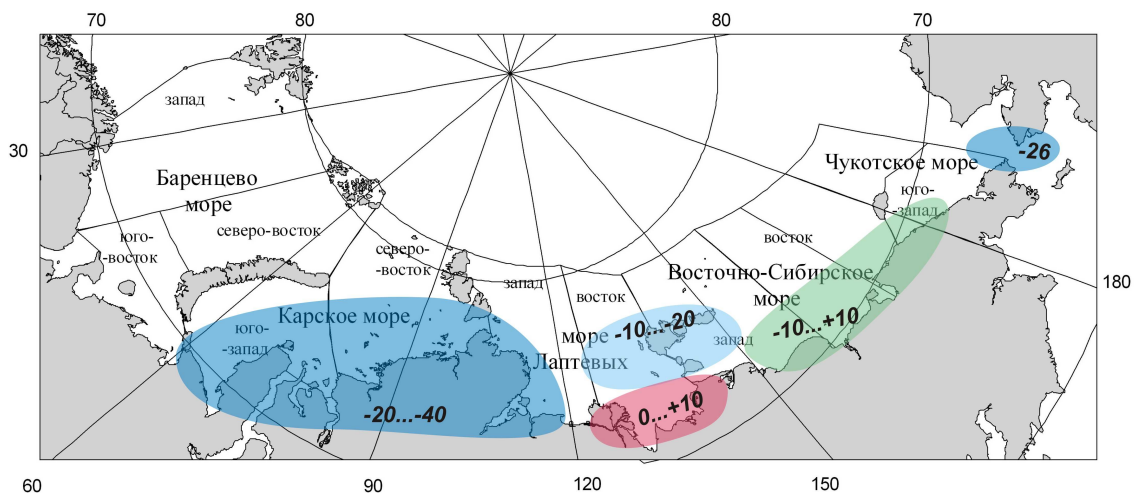 70
80
80
70
запад
30
Чукотское море
-26
Баренцево
море
юго-
-запад
юго-
-восток
северо-восток
северо-
-восток
восток
запад
Восточно-Сибирское
море
180
восток
Карское море
-10...-20
-10...+10
юго-
-запад
море
Лаптевых
запад
-20...-40
0...+10
60
90
120
150